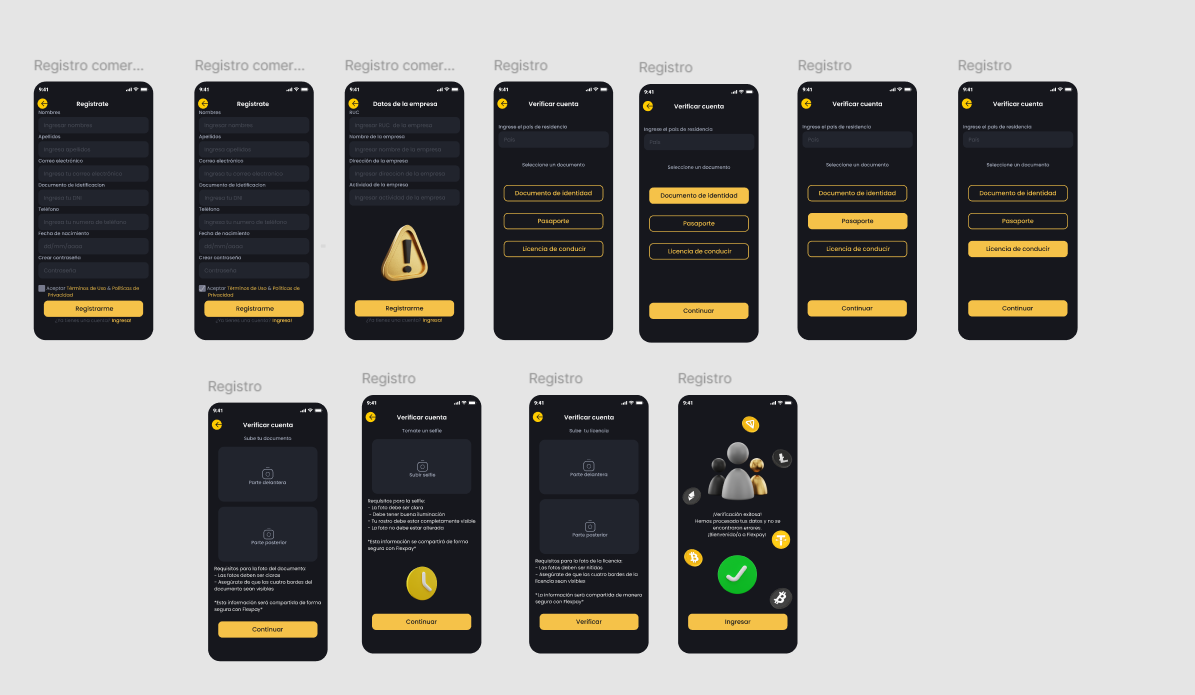 Registro comer...
9:41
Regístrate
Nombres
Ingresar nombres
Apellidos
Ingresa apellidos
Correo electrónico
Ingresa tu correo electrónico
Documento de Idetificacion
Ingresa tu DNI
Teléfono
Ingresa tu numero de teléfono
Fecha de nacimiento
dd/mm/aaaa
Crear contraseña
Contraseña
Aceptar Términos de Uso & Políticas de
Privacidad
Registrarme
¿Ya tienes una cuenta? Ingresa!
Registro comer...
9:41
Regístrate
Nombres
Ingresar nombres
Apellidos
Ingresa apellidos
Correo electrónico
Ingresa tu correo electrónico
Documento de Idetificacion
Ingresa tu DNI
Teléfono
Ingresa tu numero de teléfono
Fecha de nacimiento
dd/mm/aaaa
Crear contraseña
Contraseña
Aceptar Términos de Uso & Políticas de
Privacidad
Registrarme
¿Ya tienes una cuenta? Ingresa!
Registro comer...
9:41
Datos de la empresa
RUC
Ingresar RUC de la empresa
Nombre de la empresa
Ingresar nombre de la empresa
Dirección de la empresa
Ingresar dirección de la empresa
Actividad de la empresa
Ingresar actividad de la empresa
Registrarme
¿Ya tienes una cuenta? Ingresa!
Registro
9:41
Verificar cuenta
Ingrese el país de residencia
País
Seleccione un documento
Documento de identidad
Pasaporte
Licencia de conducir
Registro
9:41
Verificar cuenta
Ingrese el país de residencia
País
Seleccione un documento
Documento de identidad
Pasaporte
Licencia de conducir
Continuar
Registro
9:41
Verificar cuenta
Ingrese el país de residencia
País
Seleccione un documento
Documento de identidad
Pasaporte
Licencia de conducir
Continuar
Registro
9:41
Verificar cuenta
Ingrese el país de residencia
País
Seleccione un documento
Documento de identidad
Pasaporte
Licencia de conducir
Continuar
Registro
9:41
Verificar cuenta
Sube tu documento
Parte delantera
Parte posterior
Requisitos para la foto del documento:
- Las fotos deben ser claras
- Asegúrate de que los cuatro bordes del
documento sean visibles
*Esta información será compartida de forma
segura con Flexpay*
Continuar
Registro
9:41
Verificar cuenta
Tomate un selfie
Subir selfie
Requisitos para la selfie:
- La foto debe ser clara
- Debe tener buena iluminación
- Tu rostro debe estar completamente visible
- La foto no debe estar alterada
*Esta información se compartirá de forma
segura con Flexpay*
Continuar
Registro
9:41
Verificar cuenta
Sube tu licencia
Parte delantera
Parte posterior
Requisitos para la foto de la licencia:
- Las fotos deben ser nítidas
- Asegúrate de que los cuatro bordes de la
licencia sean visibles
*La información será compartida de manera
segura con Flexpay*
Verificar
Registro
9:41
¡Verificación exitosa!
Hemos procesado tus datos y no se
encontraron errores.
¡Bienvenido/a a Flexpay!
Ingresar